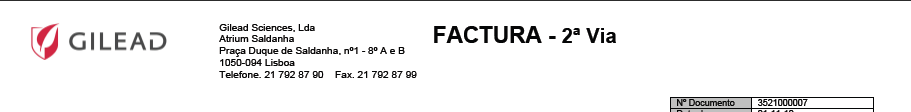 GILEAD
Gilead Sciences, Lda
Atrium Saldanha
Praça Duque de Saldanha, nº1 - 8º A e B
1050-094 Lisboa
Telefone. 21 792 87 90 Fax. 21 792 87 99
FACTURA - 2ª Via
Nº Documento 3521000007